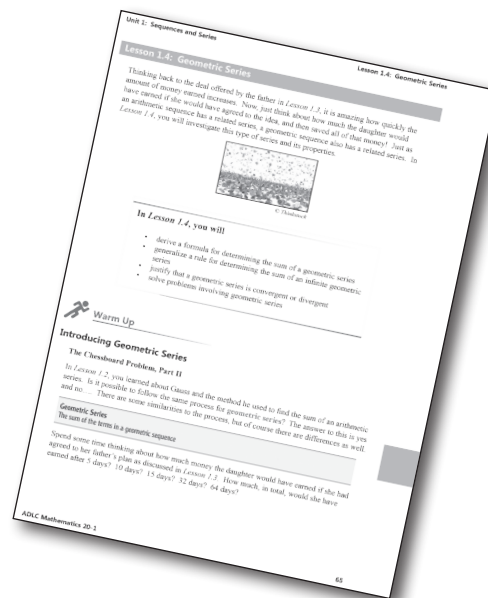 Unit 1: Sequences and Series
Lesson 1.4: Geometric Series
Lesson 1.4: Geometric Series
Thinking back to the deal offered by the father in Lesson 1.3, it is amazing how quickly the
amount of money earned increases. Now, just think about how much the daughter would
have earned if she would have agreed to the idea, and then saved all of that money! Just as
an arithmetic sequence has a related series, a geometric sequence also has a related series. In
Lesson 1.4, you will investigate this type of series and its properties.
© Thinkstock
In Lesson 1.4, you will
• derive a formula for determining the sum of a geometric series
• generalize a rule for determining the sum of an infinite geometric
series
• justify that a geometric series is convergent or divergent
• solve problems involving geometric series
Warm Up
Introducing Geometric Series
The Chessboard Problem, Part II
In Lesson 1.2, you learned about Gauss and the method he used to find the sum of an arithmetic
series. Is it possible to follow the same process for geometric series? The answer to this is yes
and no… There are some similarities to the process, but of course there are differences as well.
Geometric Series
The sum of the terms in a geometric sequence
Spend some time thinking about how much money the daughter would have earned if she had
agreed to her father's plan as discussed in Lesson 1.3. How much, in total, would she have
earned after 5 days? 10 days? 15 days? 32 days? 64 days?
ADLC Mathematics 20-1
65